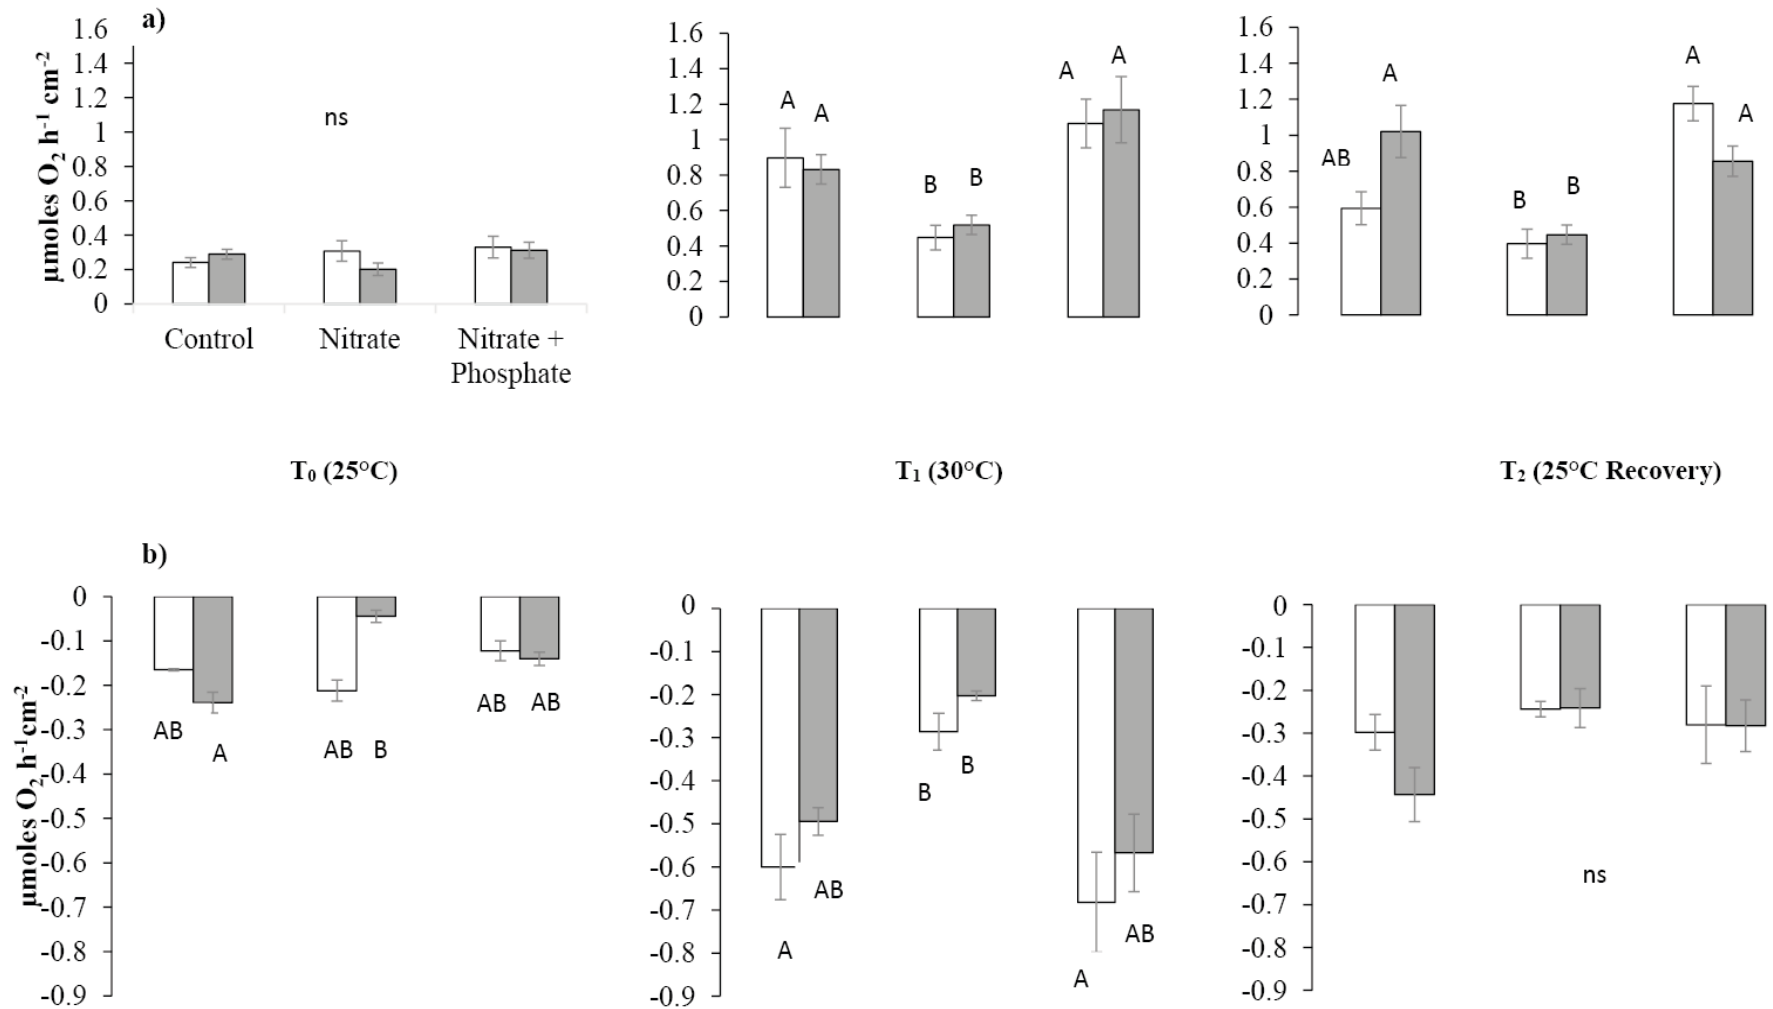 a)
µmoles O2 h-1 cm-2
1.6
1.4
1.2
1
0.8
0.6
0.4
0.2
0
ns
Control
Nitrate
Nitrate +
Phosphate
1.6
1.4
1.2
1
0.8
0.6
0.4
0.2
0
A
A
B
B
A
A
1.6
1.4
1.2
1
0.8
0.6
0.4
0.2
0
AB
A
B
B
A
A
T0 (25°C)
T1 (30°C)
T2 (25°C Recovery)
b)
µmoles O2 h-1cm-2
0
-0.1
-0.2
-0.3
-0.4
-0.5
-0.6
-0.7
-0.8
-0.9
AB
A
AB
B
AB
AB
0
-0.1
-0.2
-0.3
-0.4
-0.5
-0.6
-0.7
-0.8
-0.9
A
AB
B
B
A
AB
0
-0.1
-0.2
-0.3
-0.4
-0.5
-0.6
-0.7
-0.8
-0.9
ns